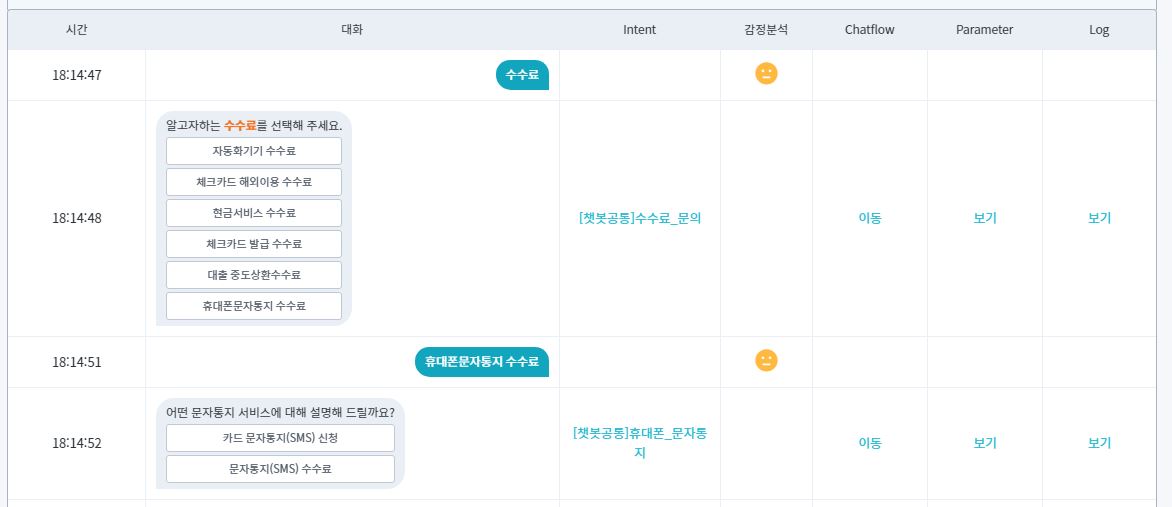 시간 대화 Intent 감정분석 Chatflow Parameter Log
18:14:47 수수료
18:14:48
알고자하는 수수료를 선택해 주세요.
자동화기기 수수료
체크카드 해외이용 수수료
현금서비스 수수료
체크카드 발급 수수료
대출 중도상환수수료
휴대폰문자통지 수수료
[챗봇공통]수수료_문의 이동 보기 보기
18:14:51 휴대폰문자통지 수수료
18:14:52
어떤 문자통지 서비스에 대해 설명해 드릴까요?
카드 문자통지(SMS) 신청
문자통지(SMS) 수수료
[챗봇공통]휴대폰_문자통
지
이동 보기 보기